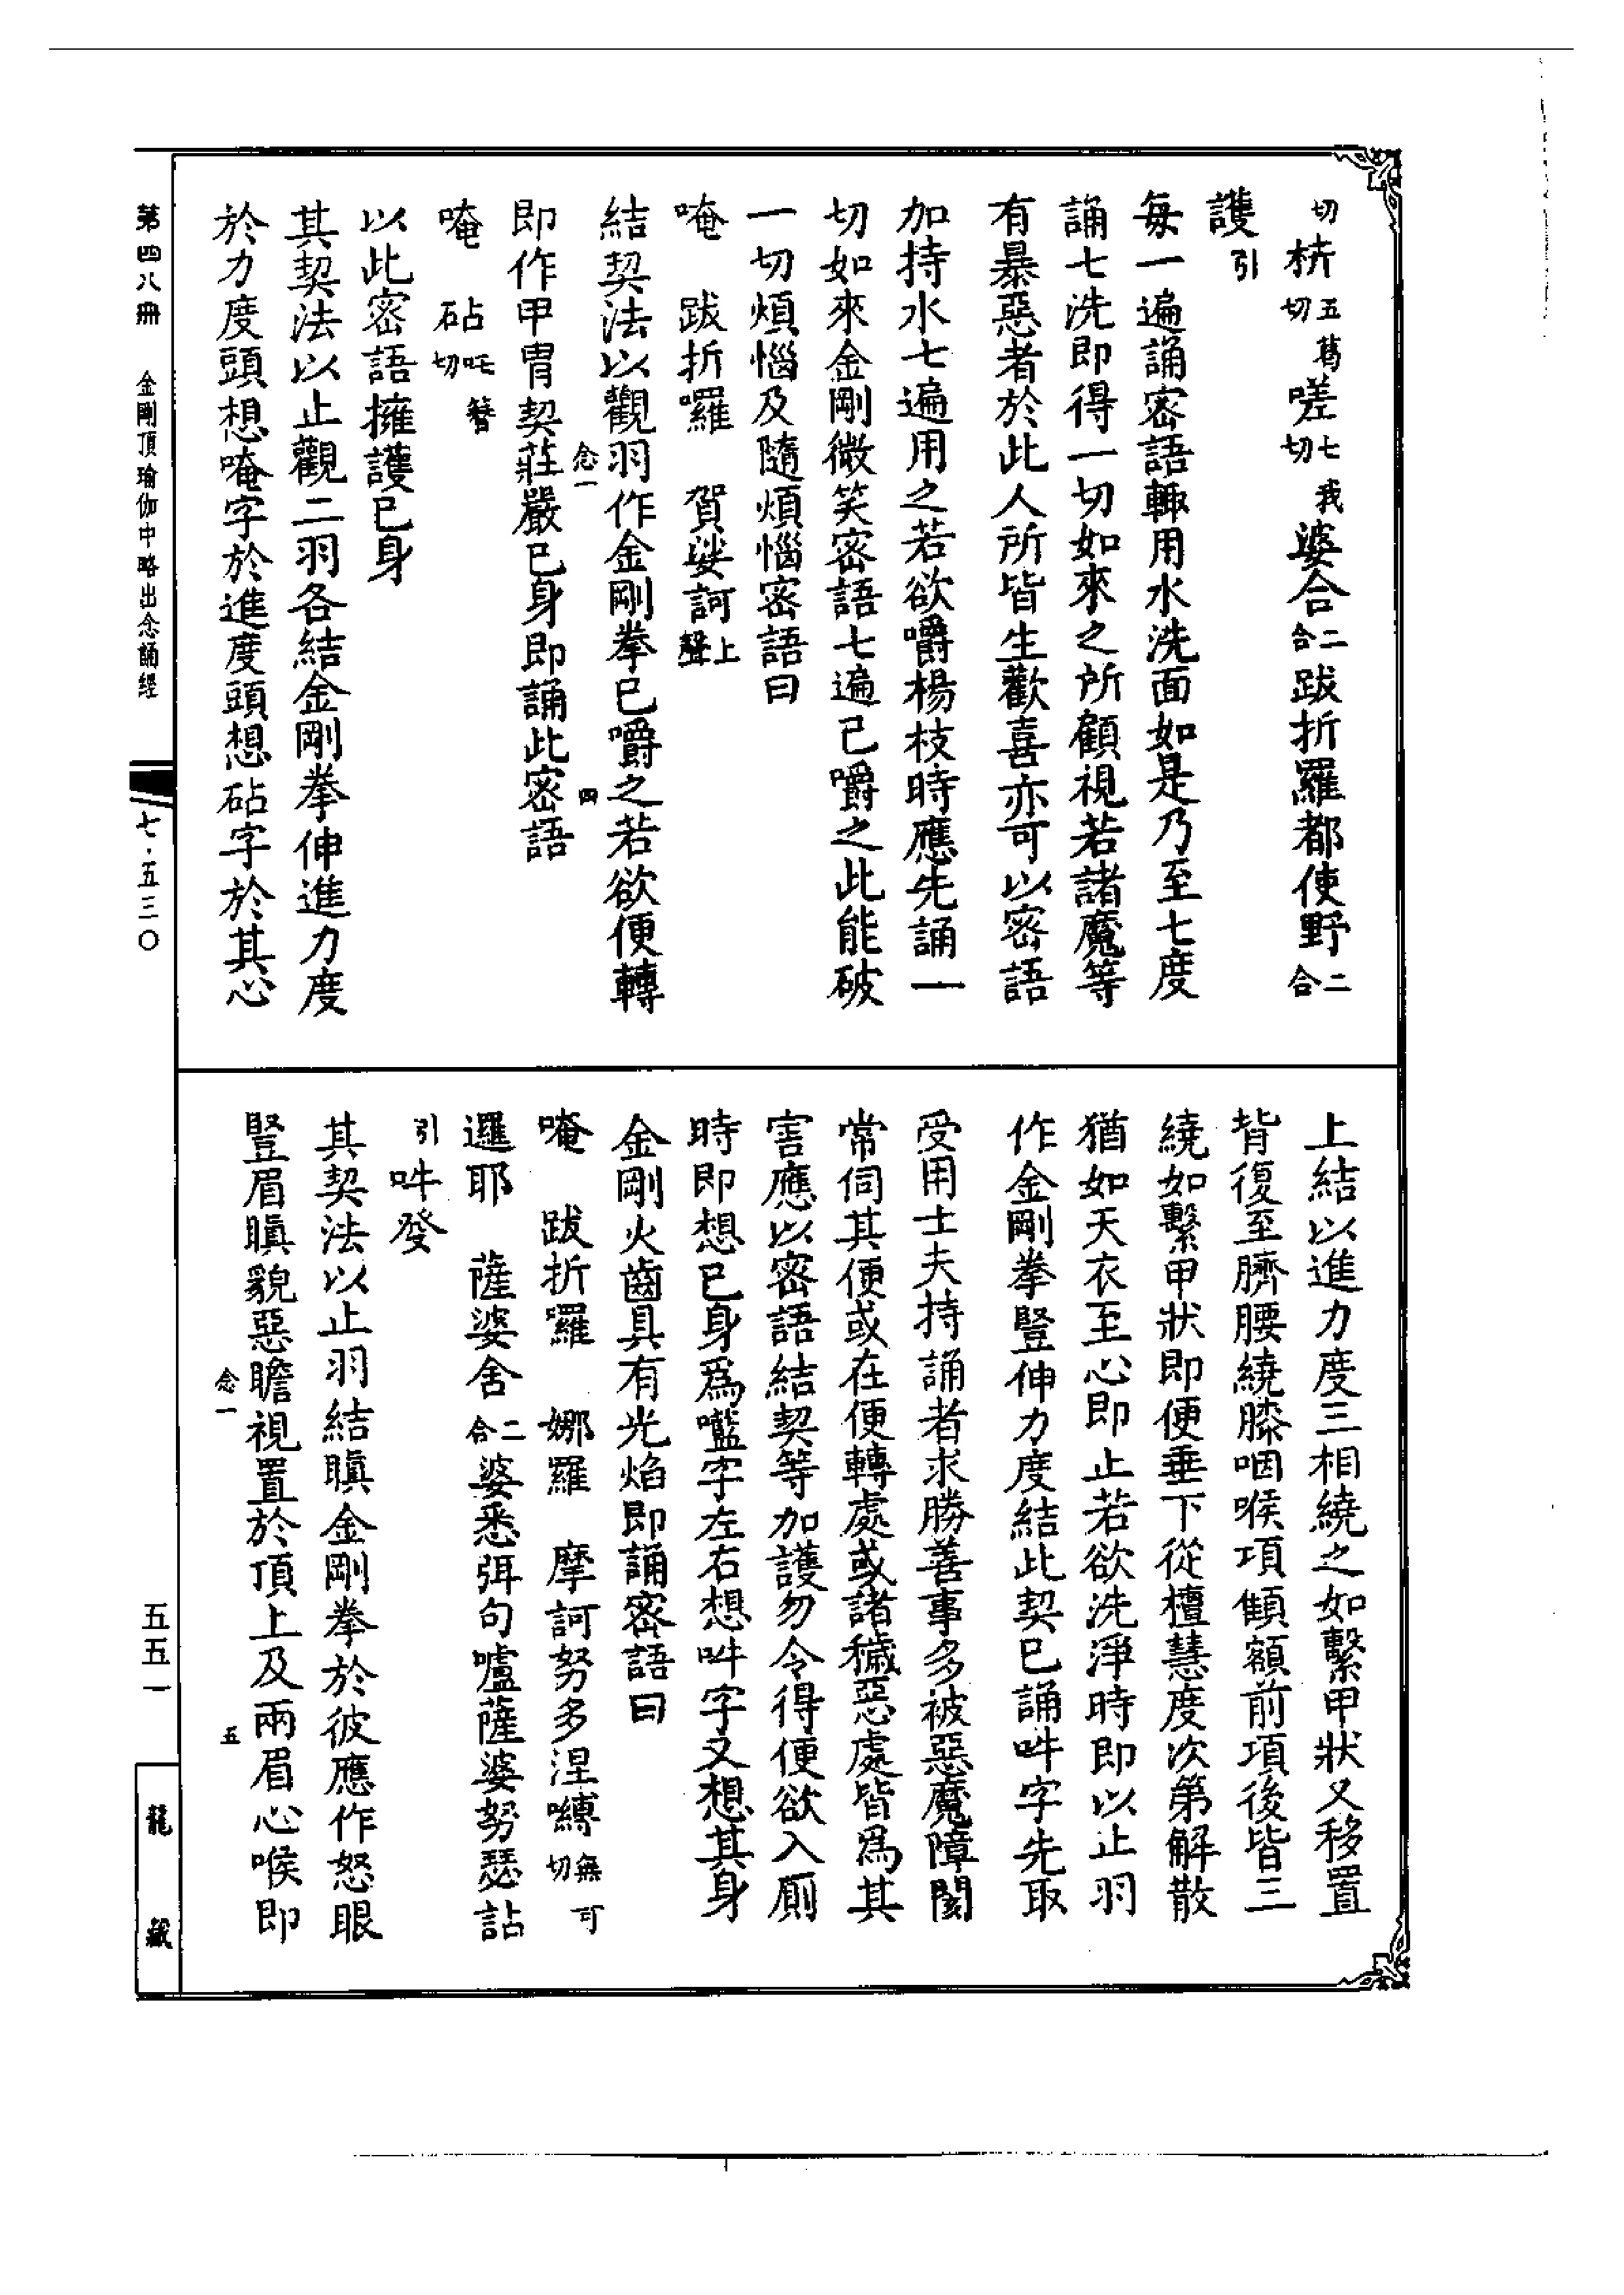 切枿五葛切嗟七我切婆合二合跋折羅都使野二合
護引
每一遍誦密語輙用水洗面如是乃至七度
誦七洗即得一切如來之所顧視若諸魔等
有暴惡者於此人所皆生歡喜亦可以密語
加持水七遍用之若欲嚼楊枝時應先誦一
切如來金剛微笑密語七遍已嚼之此能破
一切煩惱及隨煩惱密語曰
唵 跋折囉 賀娑訶上聲
結契法以觀羽作金剛拳已嚼之若欲便轉
念一 四
即作甲冑契莊嚴已身即誦此密語
唵 砧吒簪切
以此密語擁護已身
其契法以止觀二羽各結金剛拳伸進力度
於力度頭想唵字於進度頭想砧字於其心
第四八冊 金剛頂瑜伽中略出念誦經 七·五三〇
上結以進力度三相繞之如繫甲狀又移置
背復至臍腰繞膝咽喉項顀額前項後皆三
繞如繫甲狀即便垂下從檀慧度次第解散
猶如天衣至心即止若欲洗淨時即以止羽
作金剛拳豎伸力度結此契已誦吽字先取
受用士夫持誦者求勝善事多被惡魔障閡
常伺其便或在便轉處或諸穢惡處皆爲其
害應以密語結契等加護勿令得便欲入厠
時即想已身爲㘕字左右想吽字又想其身
金剛火齒具有光焰即誦密語曰
唵 跋折囉 娜羅 摩訶努多涅嚩無可切
邏耶 薩婆舍二合婆悉弭句嚧薩婆努瑟詀
引吽發
其契法以止羽結瞋金剛拳於彼應作怒眼
豎眉瞋貌惡瞻視置於頂上及兩眉心喉即
念一 五
五五一
龍藏